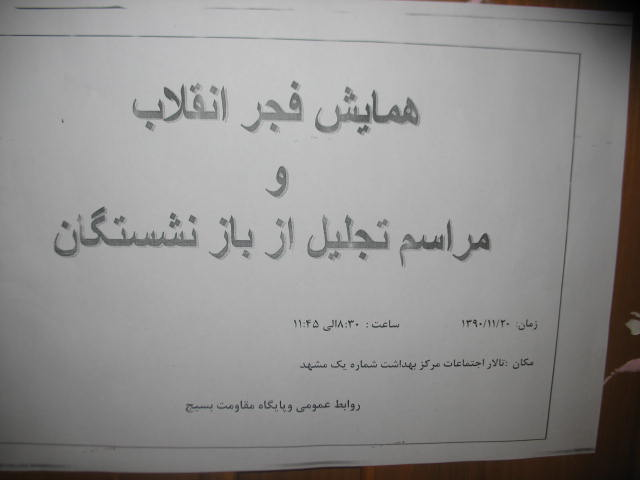 همایش فجر انقلاب
و
مراسم تجلیل از باز نشستگان
زمان: ۱۳۹۰/۱۱/۲۰ ساعت : ۸:۳۰الی ۱۱:۴۵
مکان :تالار اجتماعات مرکز بهداشت شماره یک مشهد
روابط عمومی وپایگاه مقاومت بسیج